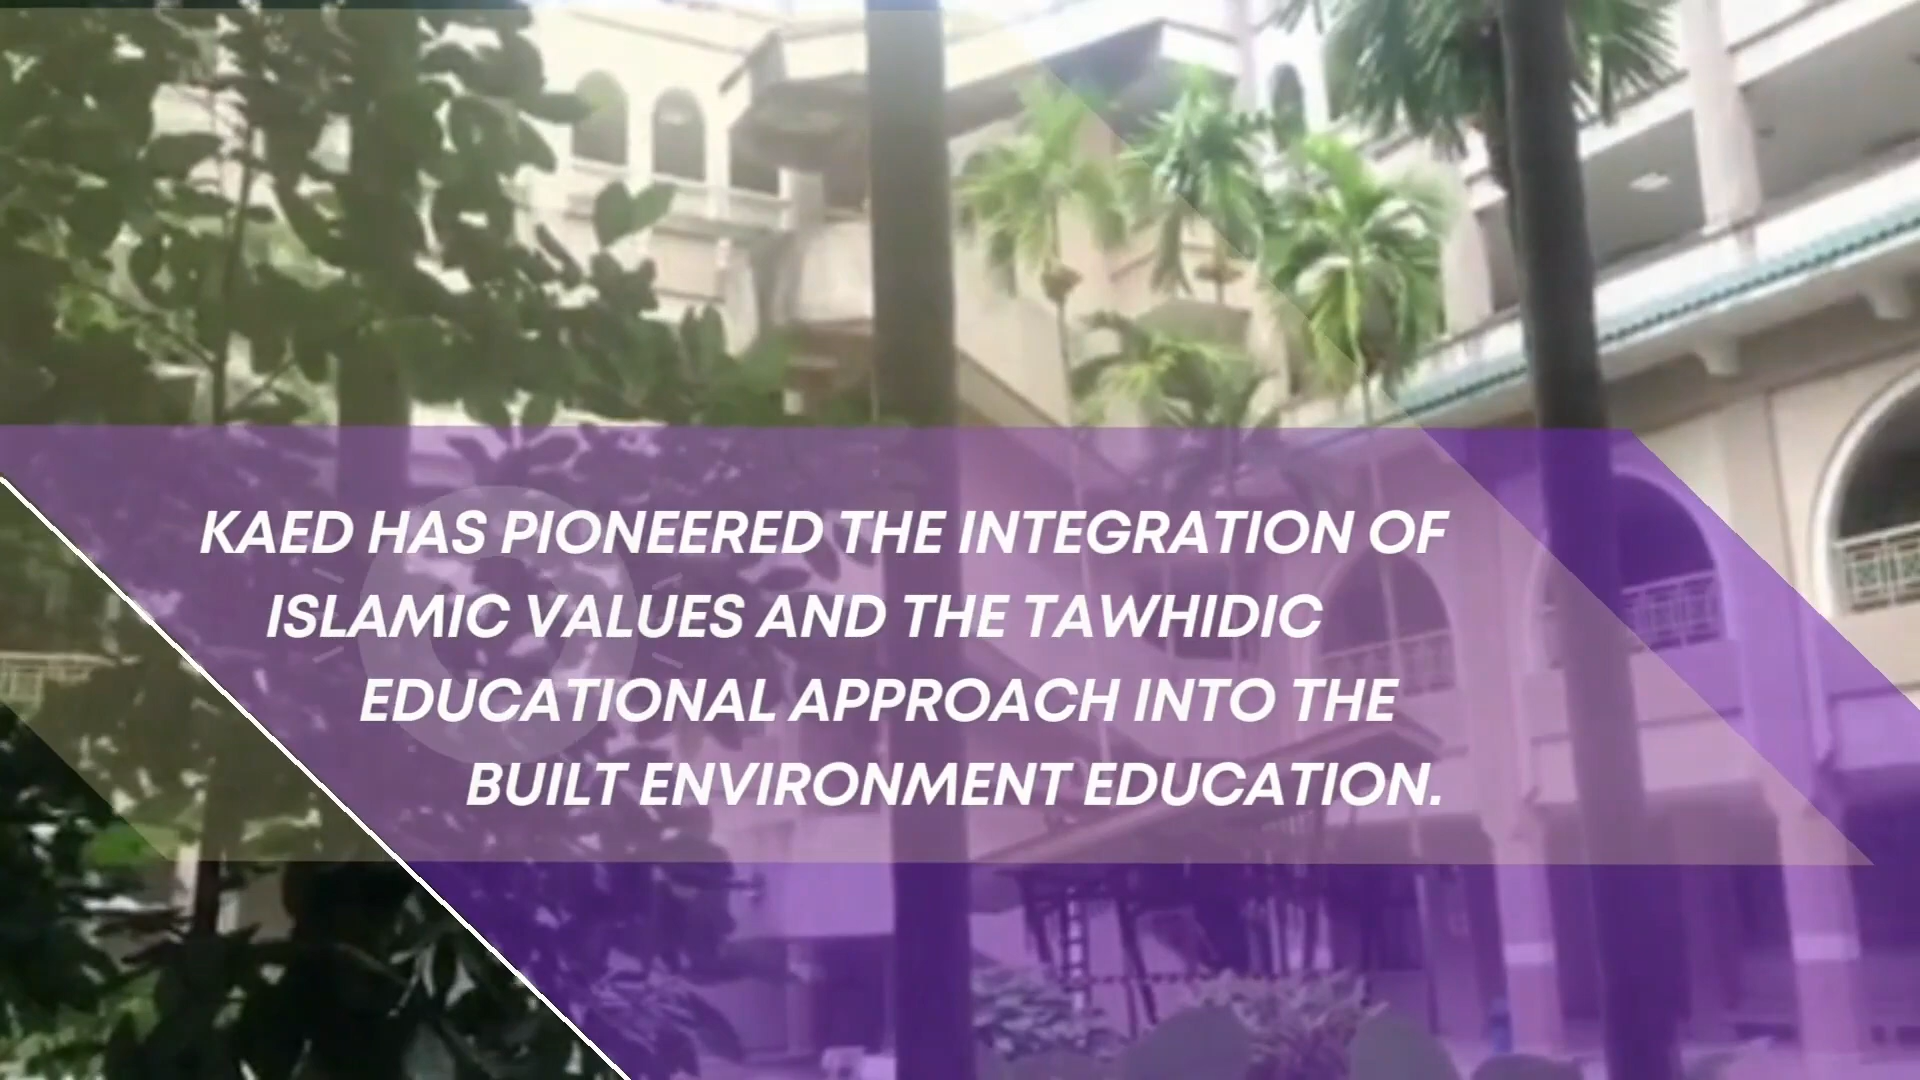 KAED HAS PIONEERED THE INTEGRATION OF
ISLAMIC VALUES AND THE TAWHIDIC
EDUCATIONAL APPROACH INTO THE
BUILT ENVIRONMENT EDUCATION.